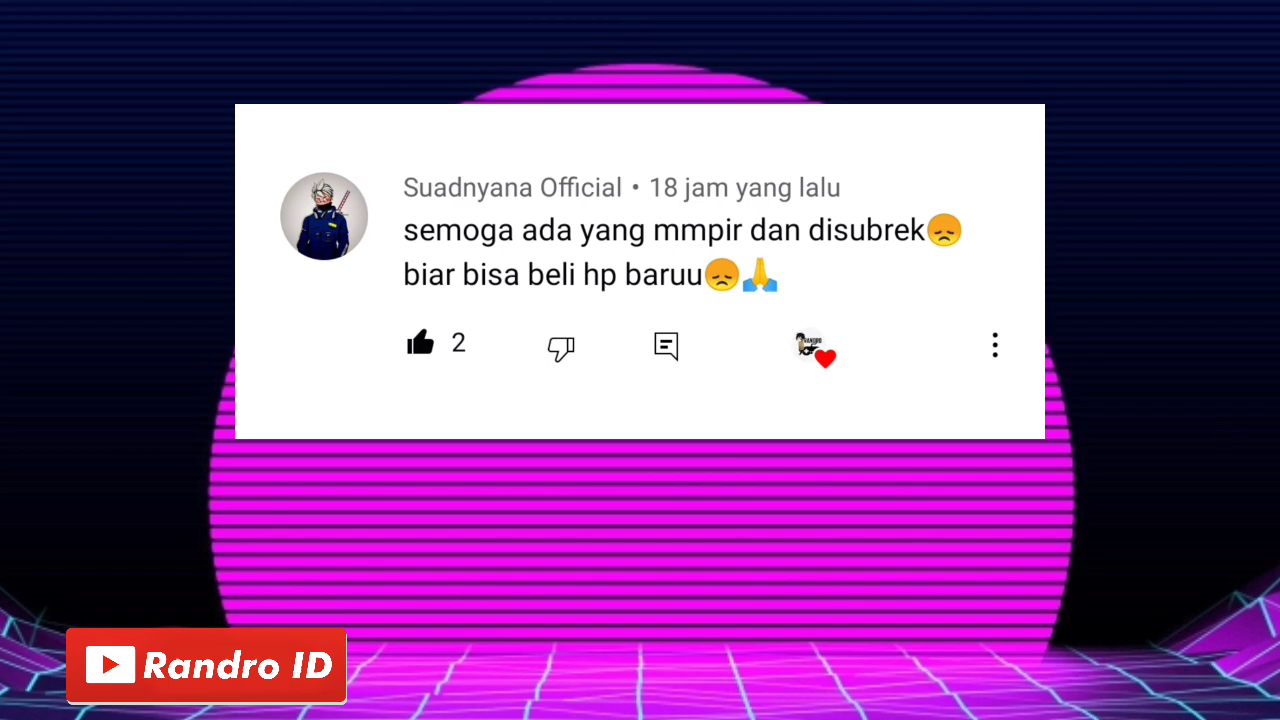 Suadnyana Official • 18 jam yang lalu
semoga ada yang mmpir dan disubrek😞
biar bisa beli hp baruu😞🙏
2
Randro ID